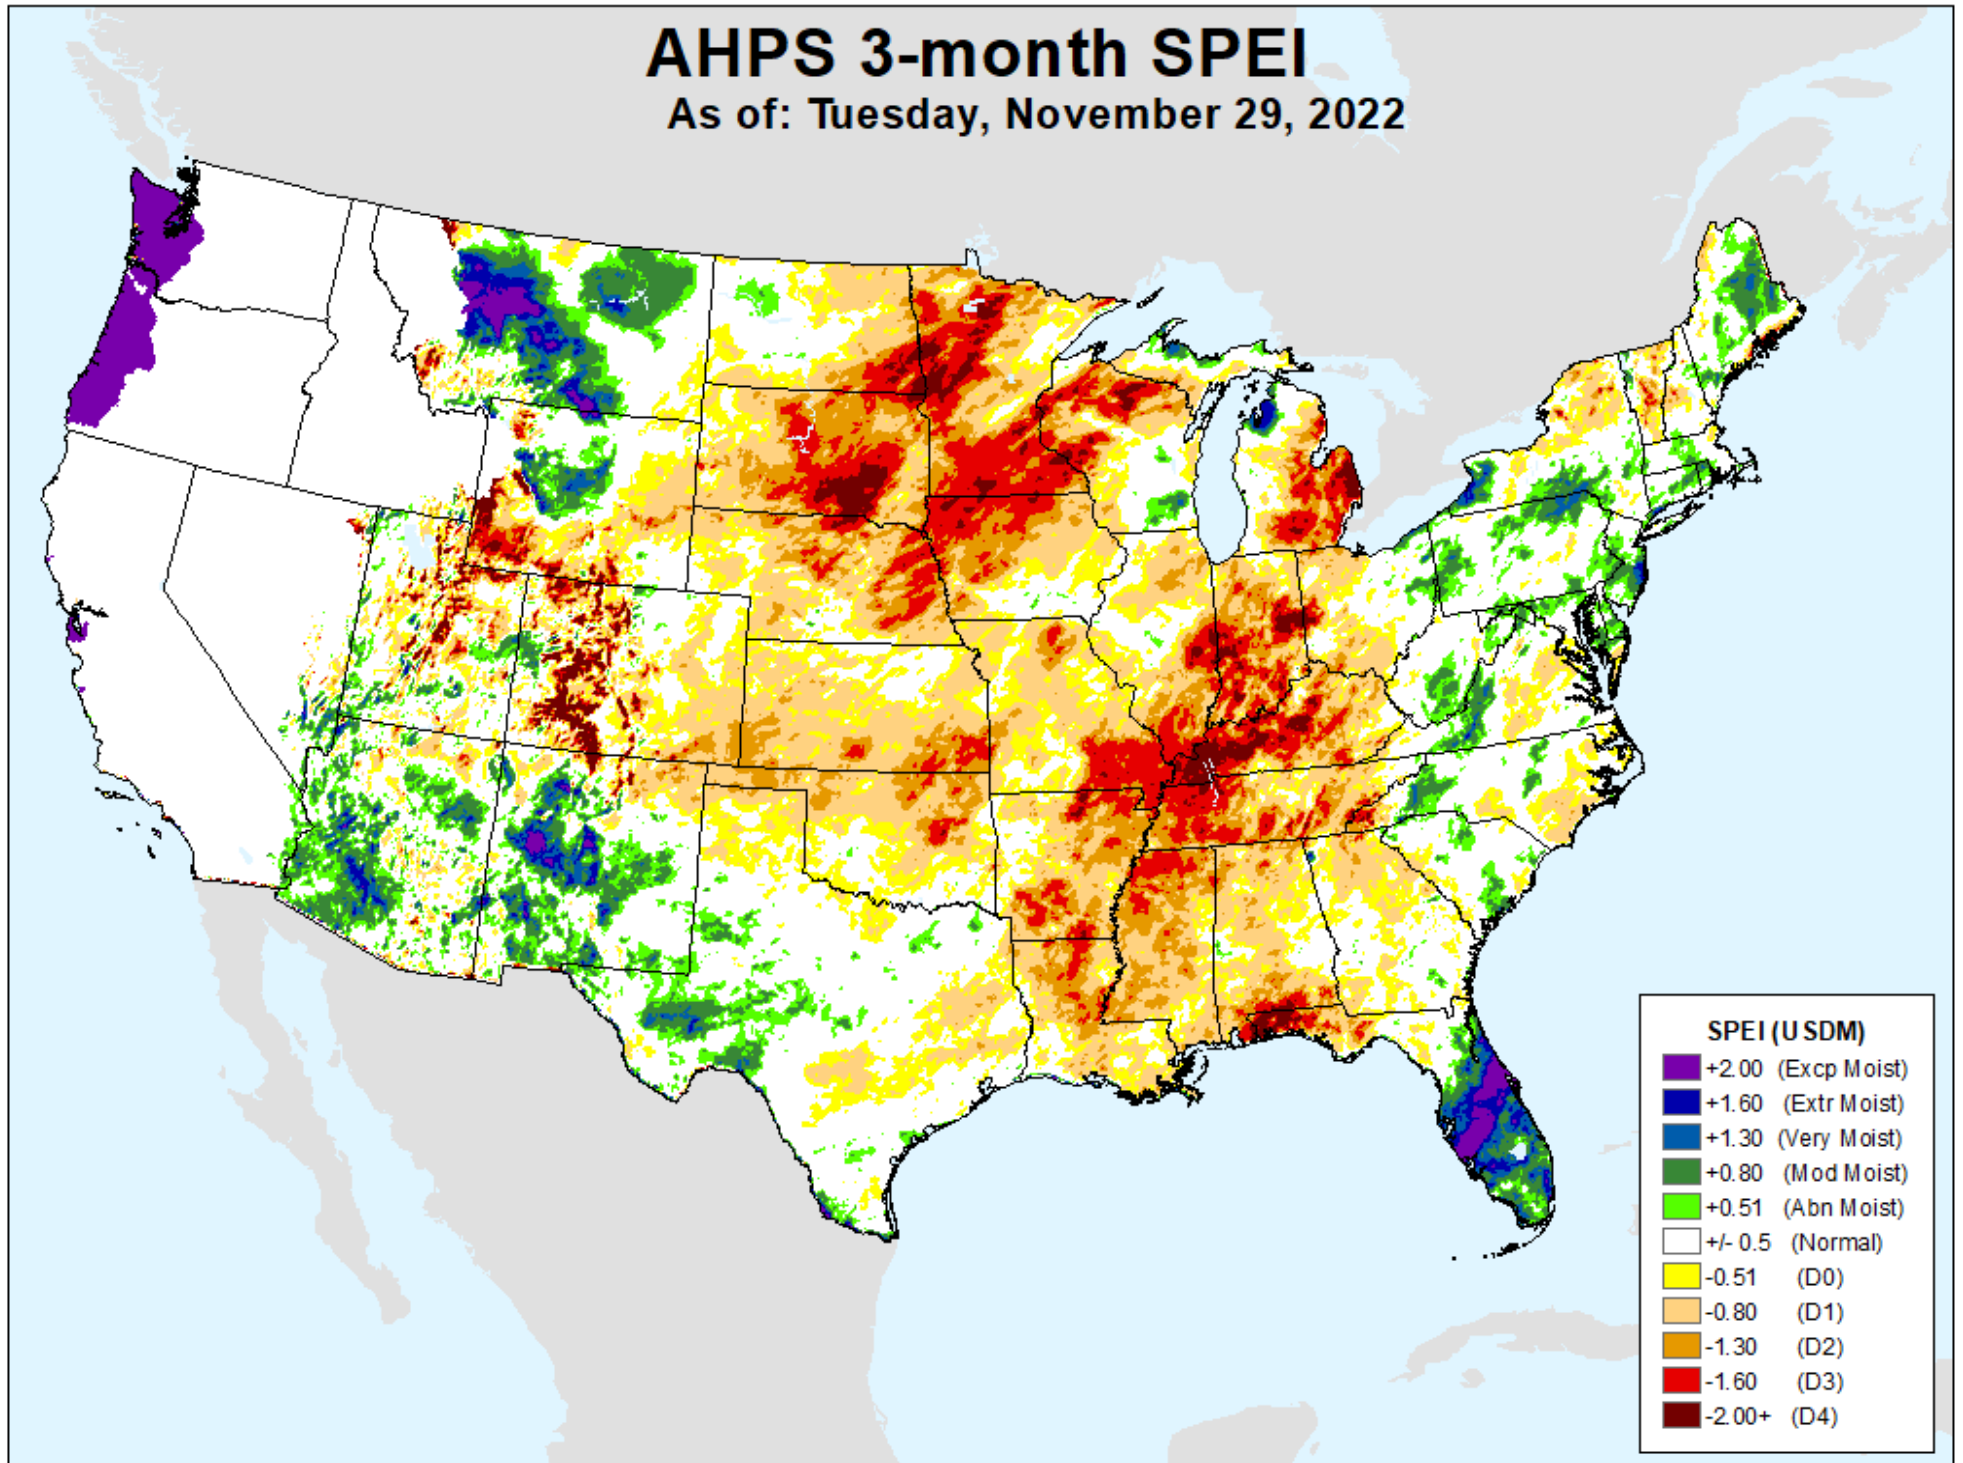 AHPS 3-month SPEI
As of: Tuesday, November 29, 2022
SPEI (USDM)
+2.00 (Excp Moist)
+1.60 (Extr Moist)
+1.30 (Very Moist)
+0.80 (Mod Moist)
+0.51 (Abn Moist)
+/- 0.5 (Normal)
-0.51 (D0)
-0.80 (D1)
-1.30 (D2)
-1.60 (D3)
-2.00+ (D4)